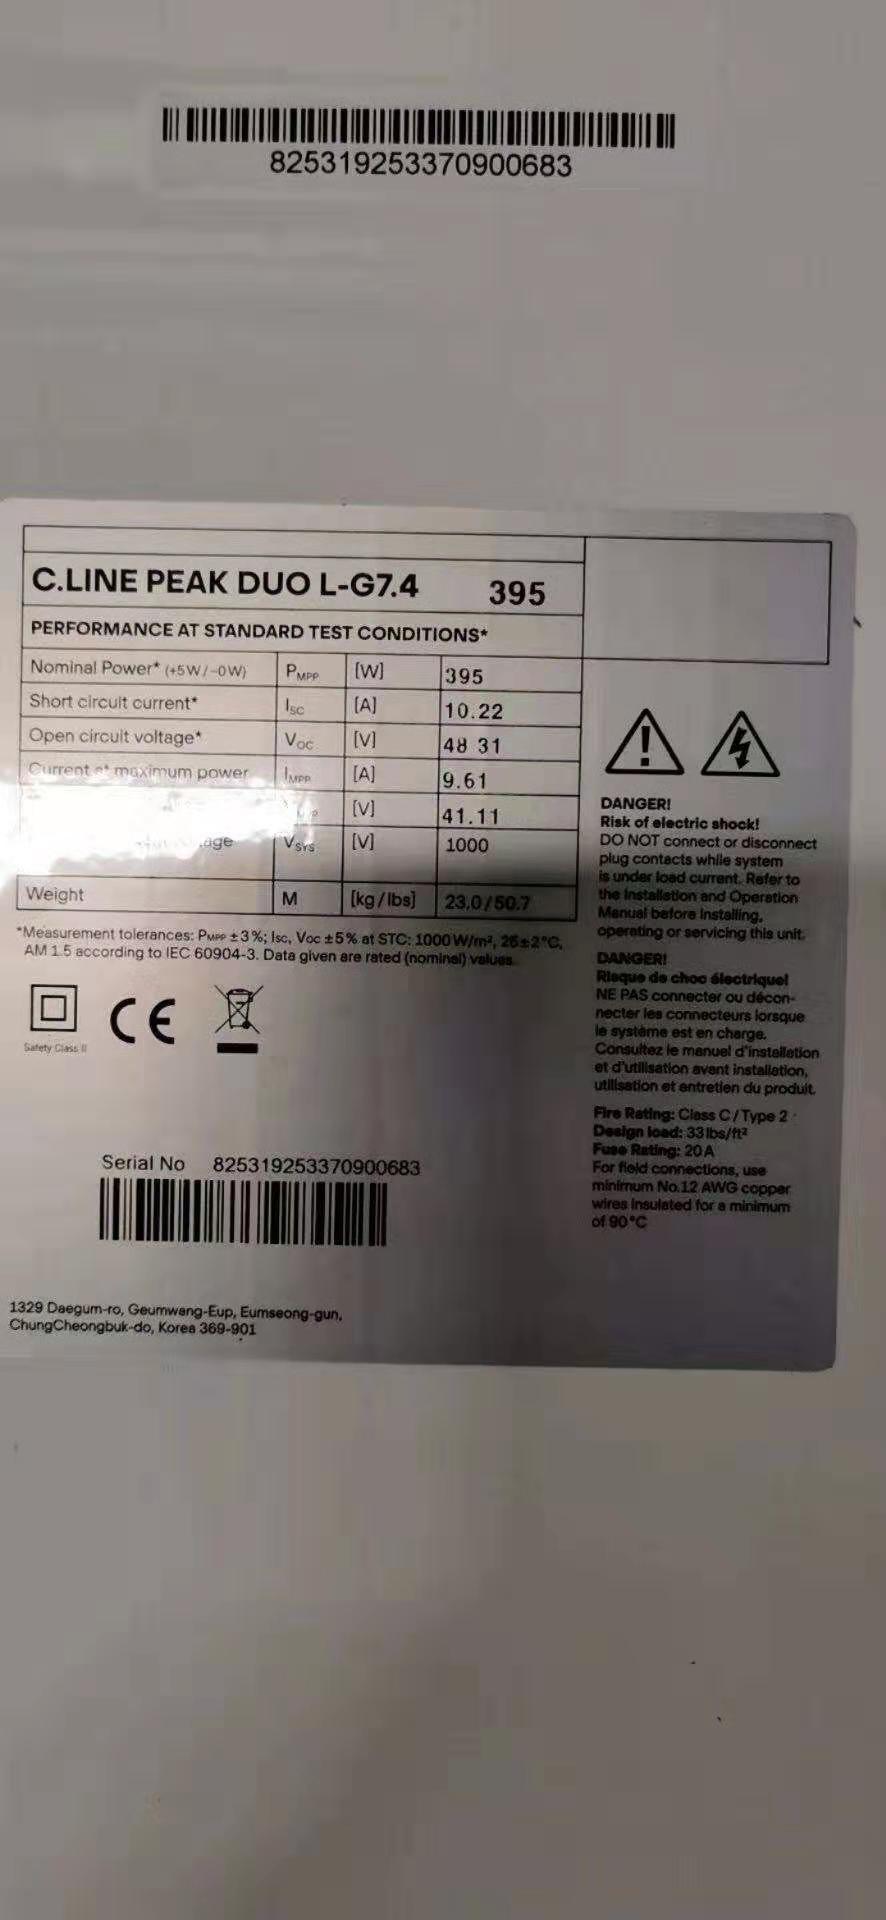 825319253370900683
C.LINE PEAK DUO L-G7.4 395
PERFORMANCE AT STANDARD TEST CONDITIONS*
Nominal Power* (+5W/-0W) PMPP [W] 395
Short circuit current* ISC [A] 10.22
Open circuit voltage* VOC [V] 48 31
Current at maximum power IMPP [A] 9.61
[V] 41.11
VSYS [V] 1000
Weight M [kg/lbs] 23.0/50.7
*Measurement tolerances: PMPP ±3%; ISC, VOC ±5% at STC: 1000W/m², 25±2°C,
AM 1.5 according to IEC 60904-3. Data given are rated (nominal) values.
Safety Class II
CE
Serial No 825319253370900683
1329 Daegum-ro, Geumwang-Eup, Eumseong-gun,
ChungCheongbuk-do, Korea 369-901
DANGER!
Risk of electric shock!
DO NOT connect or disconnect
plug contacts while system
is under load current. Refer to
the Installation and Operation
Manual before installing,
operating or servicing this unit.
DANGER!
Risque de choc électrique!
NE PAS connecter ou décon-
necter les connecteurs lorsque
le système est en charge.
Consultez le manuel d'installation
et d'utilisation avant installation,
utilisation et entretien du produit.
Fire Rating: Class C / Type 2
Design load: 33 lbs/ft²
Fuse Rating: 20 A
For field connections, use
minimum No.12 AWG copper
wires insulated for a minimum
of 90°C